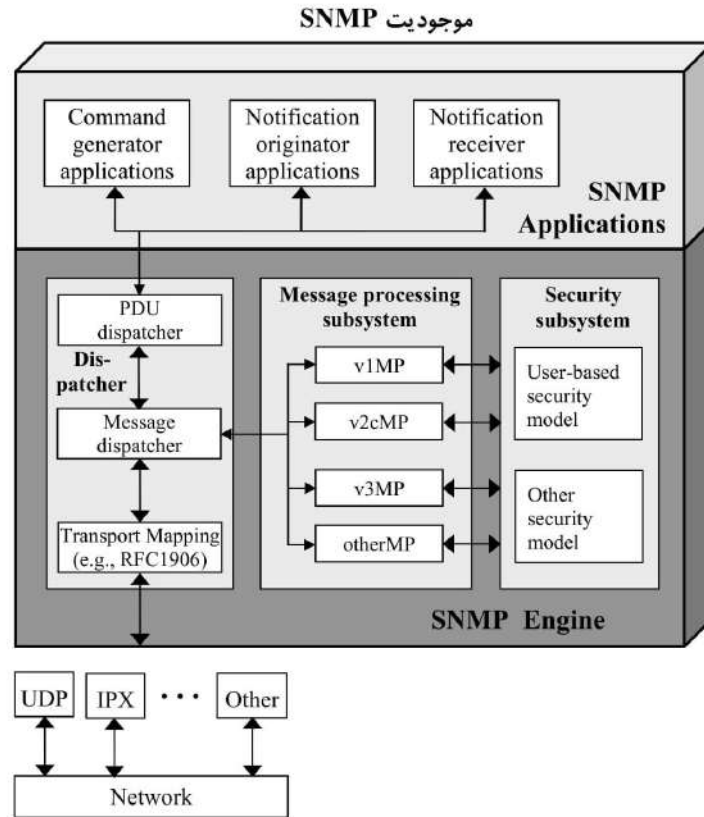 موجودیت SNMP
Command
generator
applications
Notification
originator
applications
Notification
receiver
applications
SNMP
Applications
PDU
dispatcher
Dis-
patcher
Message
dispatcher
Transport Mapping
(e.g., RFC1906)
Message processing
subsystem
v1MP
v2cMP
v3MP
otherMP
Security
subsystem
User-based
security
model
Other
security
model
SNMP Engine
UDP
IPX
• • •
Other
Network